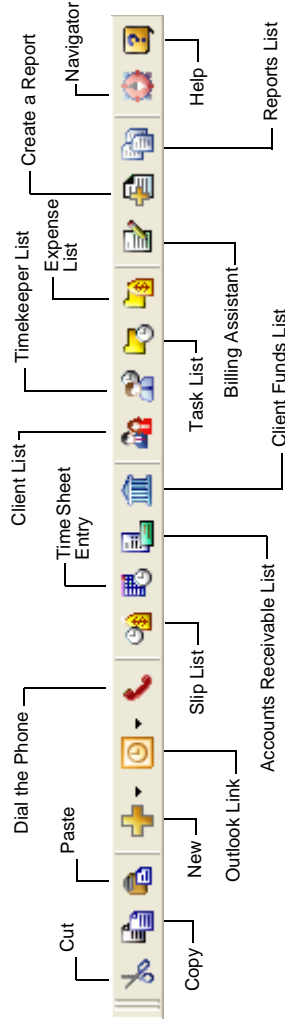 Cut
Copy
Paste
New
Outlook Link
Dial the Phone
Slip List
Time Sheet
Entry
Accounts Receivable List
Client Funds List
Client List
Timekeeper List
Task List
Expense
List
Billing Assistant
Create a Report
Reports List
Navigator
Help